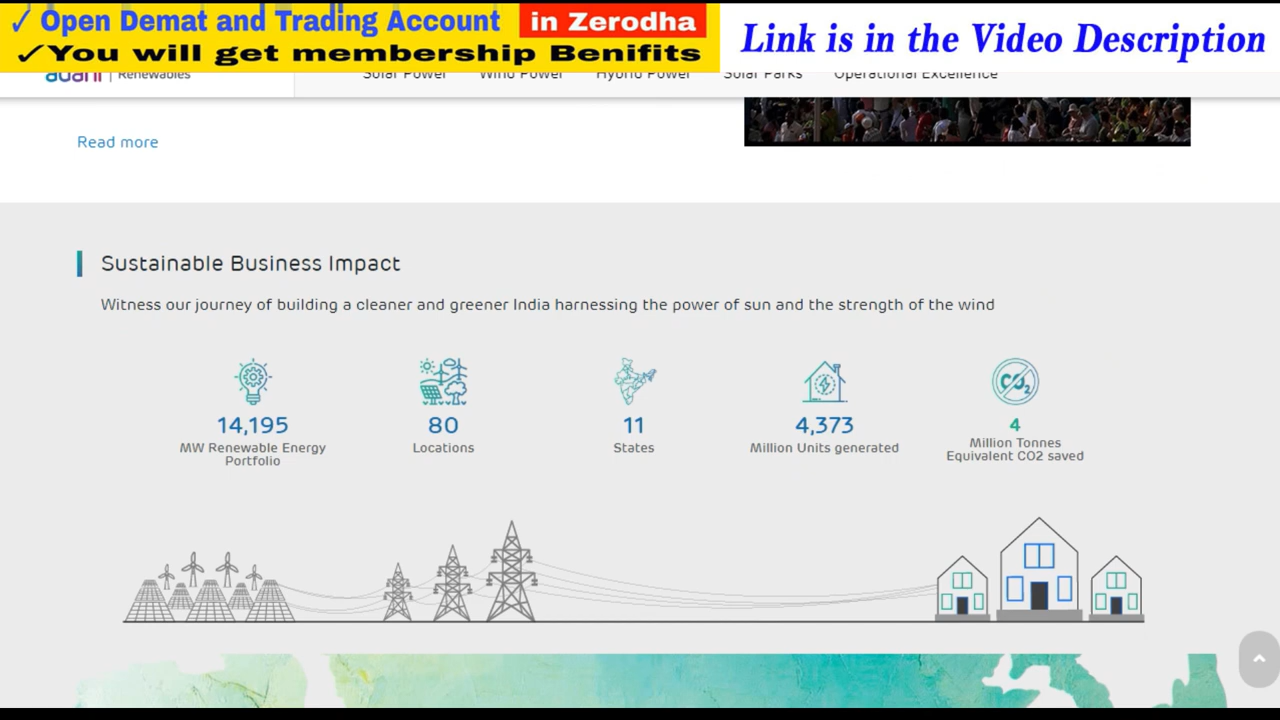 ✓ Open Demat and Trading Account in Zerodha
✓You will get membership Benifits
Link is in the Video Description
adani | Renewables
Solar Power Wind Power Hybrid Power Solar Parks Operational Excellence
Read more
Sustainable Business Impact
Witness our journey of building a cleaner and greener India harnessing the power of sun and the strength of the wind
CO2
14,195 80 11 4,373 4
MW Renewable Energy Portfolio Locations States Million Units generated Million Tonnes Equivalent CO2 saved